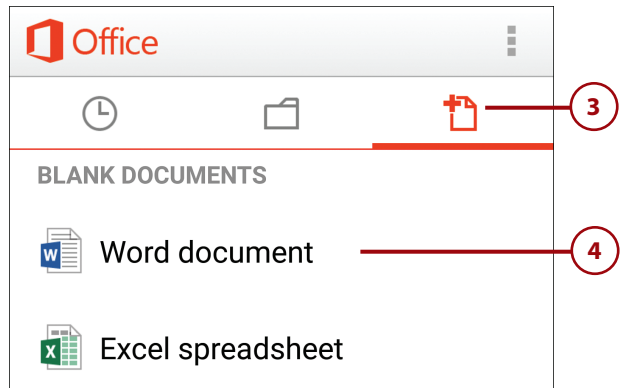 Office
3
BLANK DOCUMENTS
W Word document
4
X Excel spreadsheet